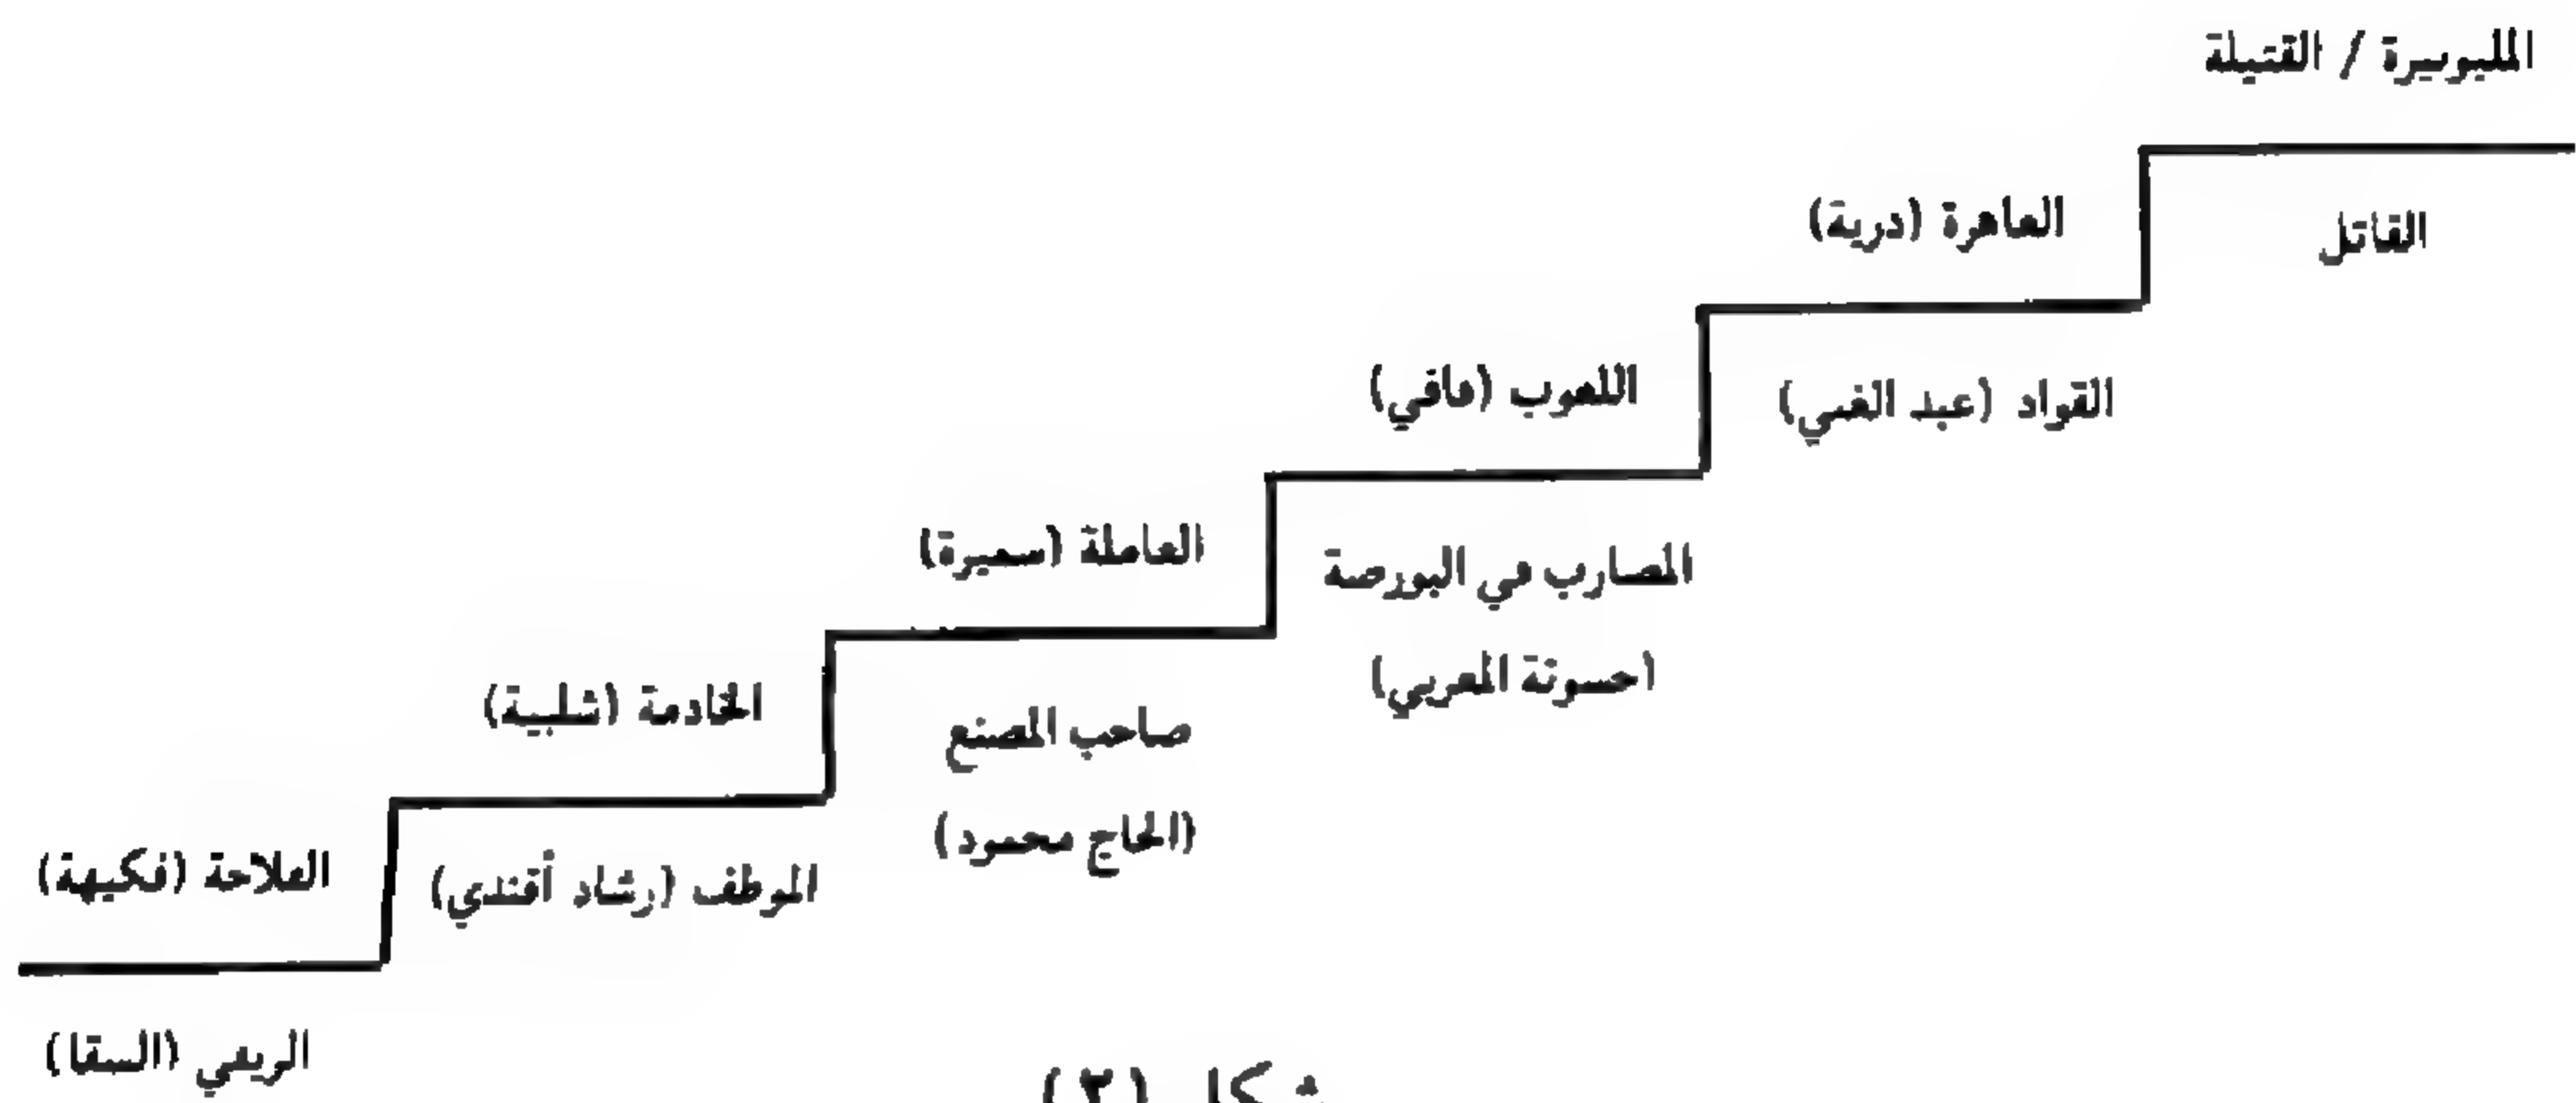 المليونيرة / القتيلة
القاتل
العاهرة (درية)
القواد (عبد الغني)
اللعوب (فافي)
المضارب في البورصة
(حسونة المغربي)
العاملة (سميرة)
صاحب المصنع
(الحاج محمود)
الخادمة (شلبية)
الموظف (رشاد أفندي)
الفلاحة (فكيهة)
الريفي (السقا)
شكل (٢)